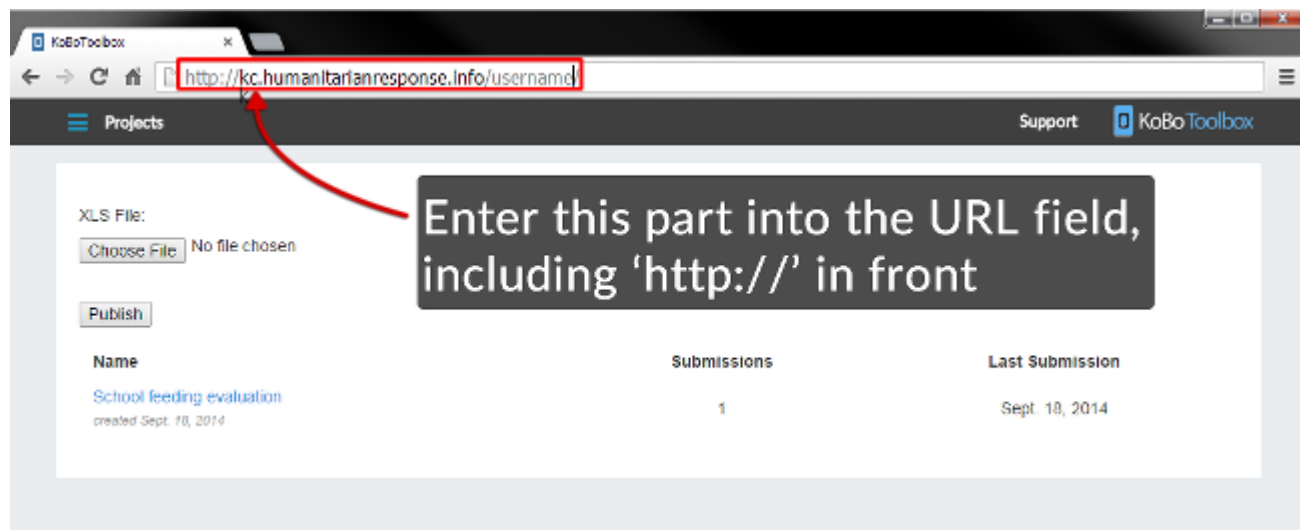 KoBoToolbox
http://kc.humanitarianresponse.info/username/
Projects
Support
KoBoToolbox
XLS File:
Choose File No file chosen
Enter this part into the URL field,
including ‘http://’ in front
Publish
Name Submissions Last Submission
School feeding evaluation
created Sept. 18, 2014
1
Sept. 18, 2014